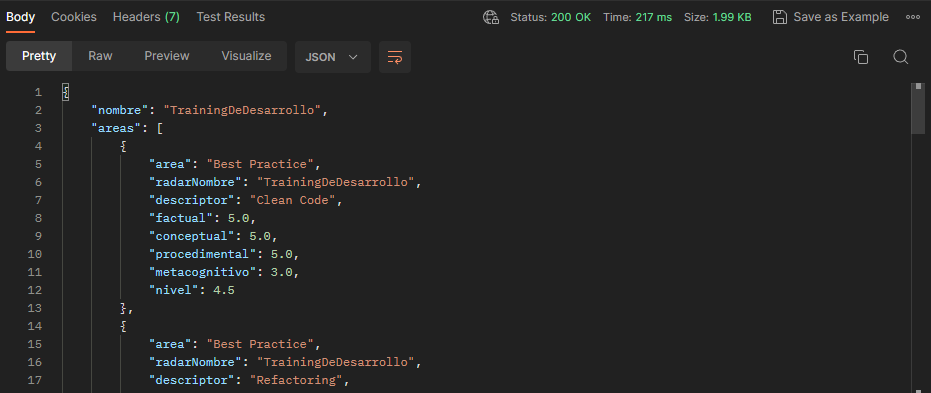 Body Cookies Headers (7) Test Results Status: 200 OK Time: 217 ms Size: 1.99 KB Save as Example
Pretty Raw Preview Visualize JSON
1 {
2 "nombre": "TrainingDeDesarrollo",
3 "areas": [
4 {
5 "area": "Best Practice",
6 "radarNombre": "TrainingDeDesarrollo",
7 "descriptor": "Clean Code",
8 "factual": 5.0,
9 "conceptual": 5.0,
10 "procedimental": 5.0,
11 "metacognitivo": 3.0,
12 "nivel": 4.5
13 },
14 {
15 "area": "Best Practice",
16 "radarNombre": "TrainingDeDesarrollo",
17 "descriptor": "Refactoring",